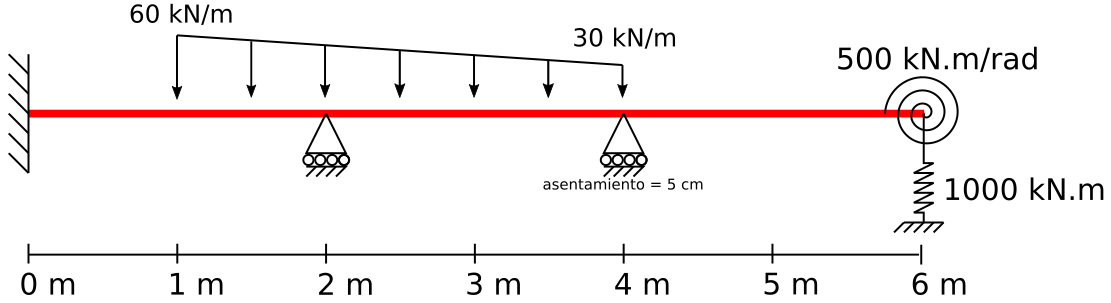 60 kN/m
30 kN/m
500 kN.m/rad
asentamiento = 5 cm
1000 kN.m
0 m 1 m 2 m 3 m 4 m 5 m 6 m